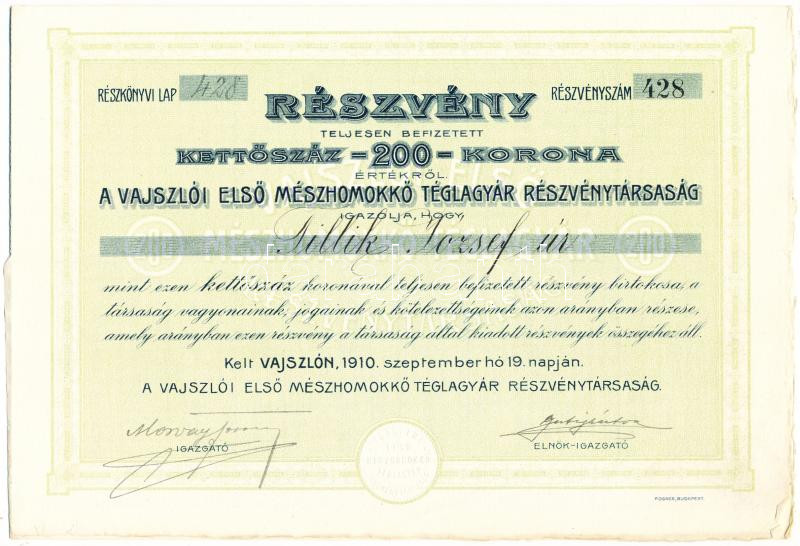 RÉSZKÖNYVI LAP 428
RÉSZVÉNYSZÁM 428
RÉSZVÉNY
TELJESEN BEFIZETETT
KETTŐSZÁZ -200- KORONA
ÉRTÉKRŐL.
A VAJSZLÓI ELSŐ MÉSZHOMOKKŐ TÉGLAGYÁR RÉSZVÉNYTÁRSASÁG
IGAZOLJA, HOGY
Tillik József úr
mint ezen kettőszáz koronával teljesen befizetett részvény birtokosa, a
társaság vagyonainak, jogainak és kötelezettségeinek azon arányban részese,
amely arányban ezen részvény a társaság által kiadott részvények összegéhez áll.
Kelt VAJSZLÓN, 1910. szeptember hó 19. napján.
A VAJSZLÓI ELSŐ MÉSZHOMOKKŐ TÉGLAGYÁR RÉSZVÉNYTÁRSASÁG.
IGAZGATÓ
ELNÖK-IGAZGATÓ
POSNER, BUDAPEST.